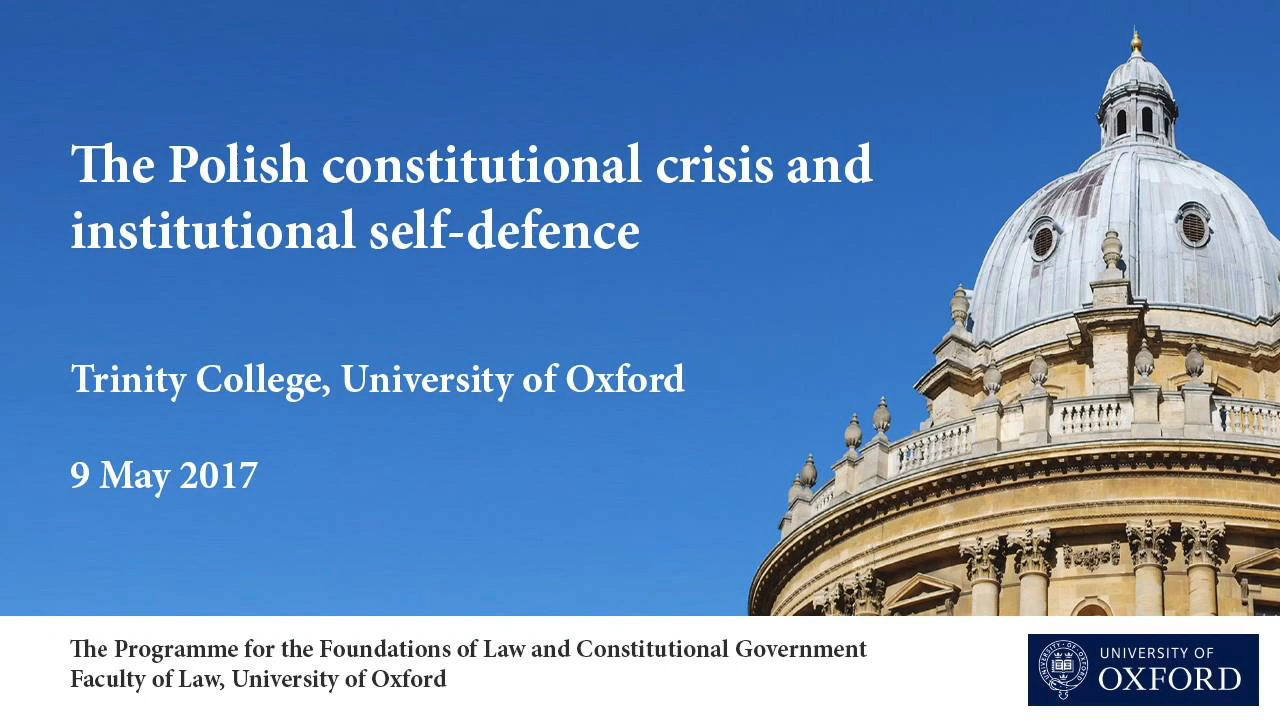 The Polish constitutional crisis and
institutional self-defence
Trinity College, University of Oxford
9 May 2017
The Programme for the Foundations of Law and Constitutional Government
Faculty of Law, University of Oxford
UNIVERSITY OF
OXFORD